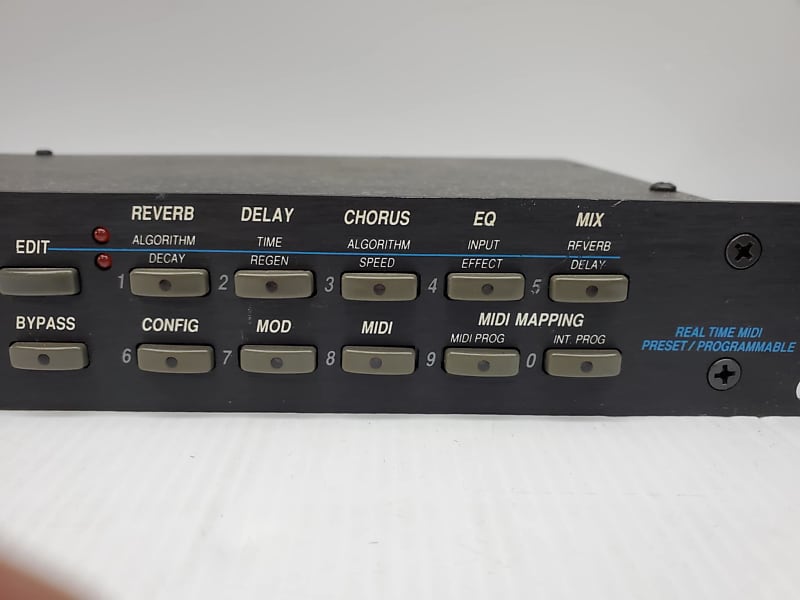 REVERB DELAY CHORUS EQ MIX
ALGORITHM TIME ALGORITHM INPUT REVERB
EDIT
DECAY REGEN SPEED EFFECT DELAY
1 2 3 4 5
BYPASS CONFIG MOD MIDI MIDI MAPPING
MIDI PROG INT. PROG
6 7 8 9 0
REAL TIME MIDI
PRESET / PROGRAMMABLE